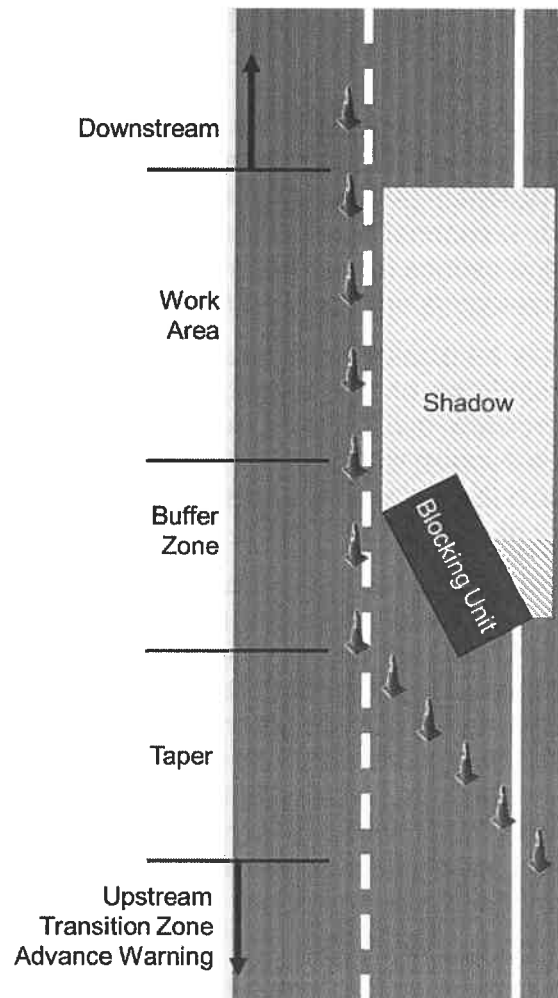 Downstream
Work
Area
Shadow
Buffer
Zone
Blocking Unit
Taper
Upstream
Transition Zone
Advance Warning